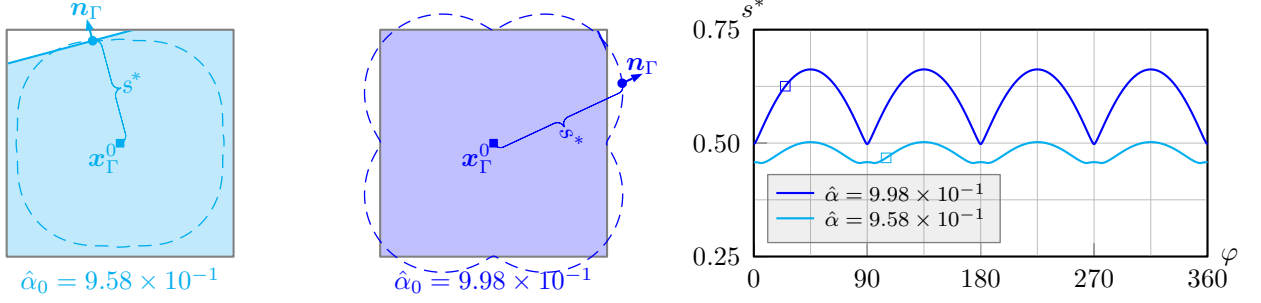 n_Γ
s*
x_Γ^0
α̂_0 = 9.58 × 10^{-1}
n_Γ
s*
x_Γ^0
α̂_0 = 9.98 × 10^{-1}
s*
0.75
0.50
0.25
α̂ = 9.98 × 10^{-1}
α̂ = 9.58 × 10^{-1}
0 90 180 270 360
φ